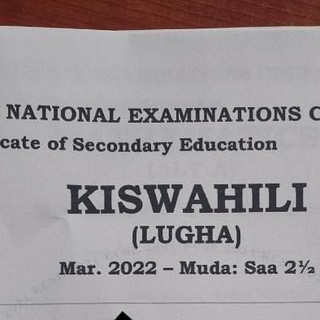 NATIONAL EXAMINATIONS C
cate of Secondary Education
KISWAHILI
(LUGHA)
Mar. 2022 – Muda: Saa 2½